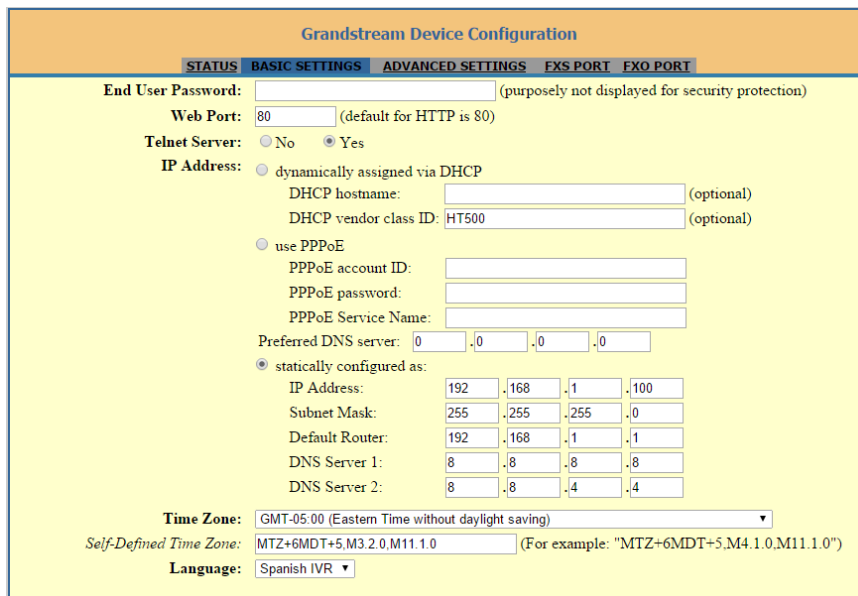 Grandstream Device Configuration
STATUS BASIC SETTINGS ADVANCED SETTINGS FXS PORT FXO PORT
End User Password: (purposely not displayed for security protection)
Web Port: 80 (default for HTTP is 80)
Telnet Server: No Yes
IP Address: dynamically assigned via DHCP
DHCP hostname: (optional)
DHCP vendor class ID: HT500 (optional)
use PPPoE
PPPoE account ID:
PPPoE password:
PPPoE Service Name:
Preferred DNS server: 0 .0 .0 .0
statically configured as:
IP Address: 192 .168 .1 .100
Subnet Mask: 255 .255 .255 .0
Default Router: 192 .168 .1 .1
DNS Server 1: 8 .8 .8 .8
DNS Server 2: 8 .8 .4 .4
Time Zone: GMT-05:00 (Eastern Time without daylight saving)
Self-Defined Time Zone: MTZ+6MDT+5,M3.2.0,M11.1.0 (For example: "MTZ+6MDT+5,M4.1.0,M11.1.0")
Language: Spanish IVR